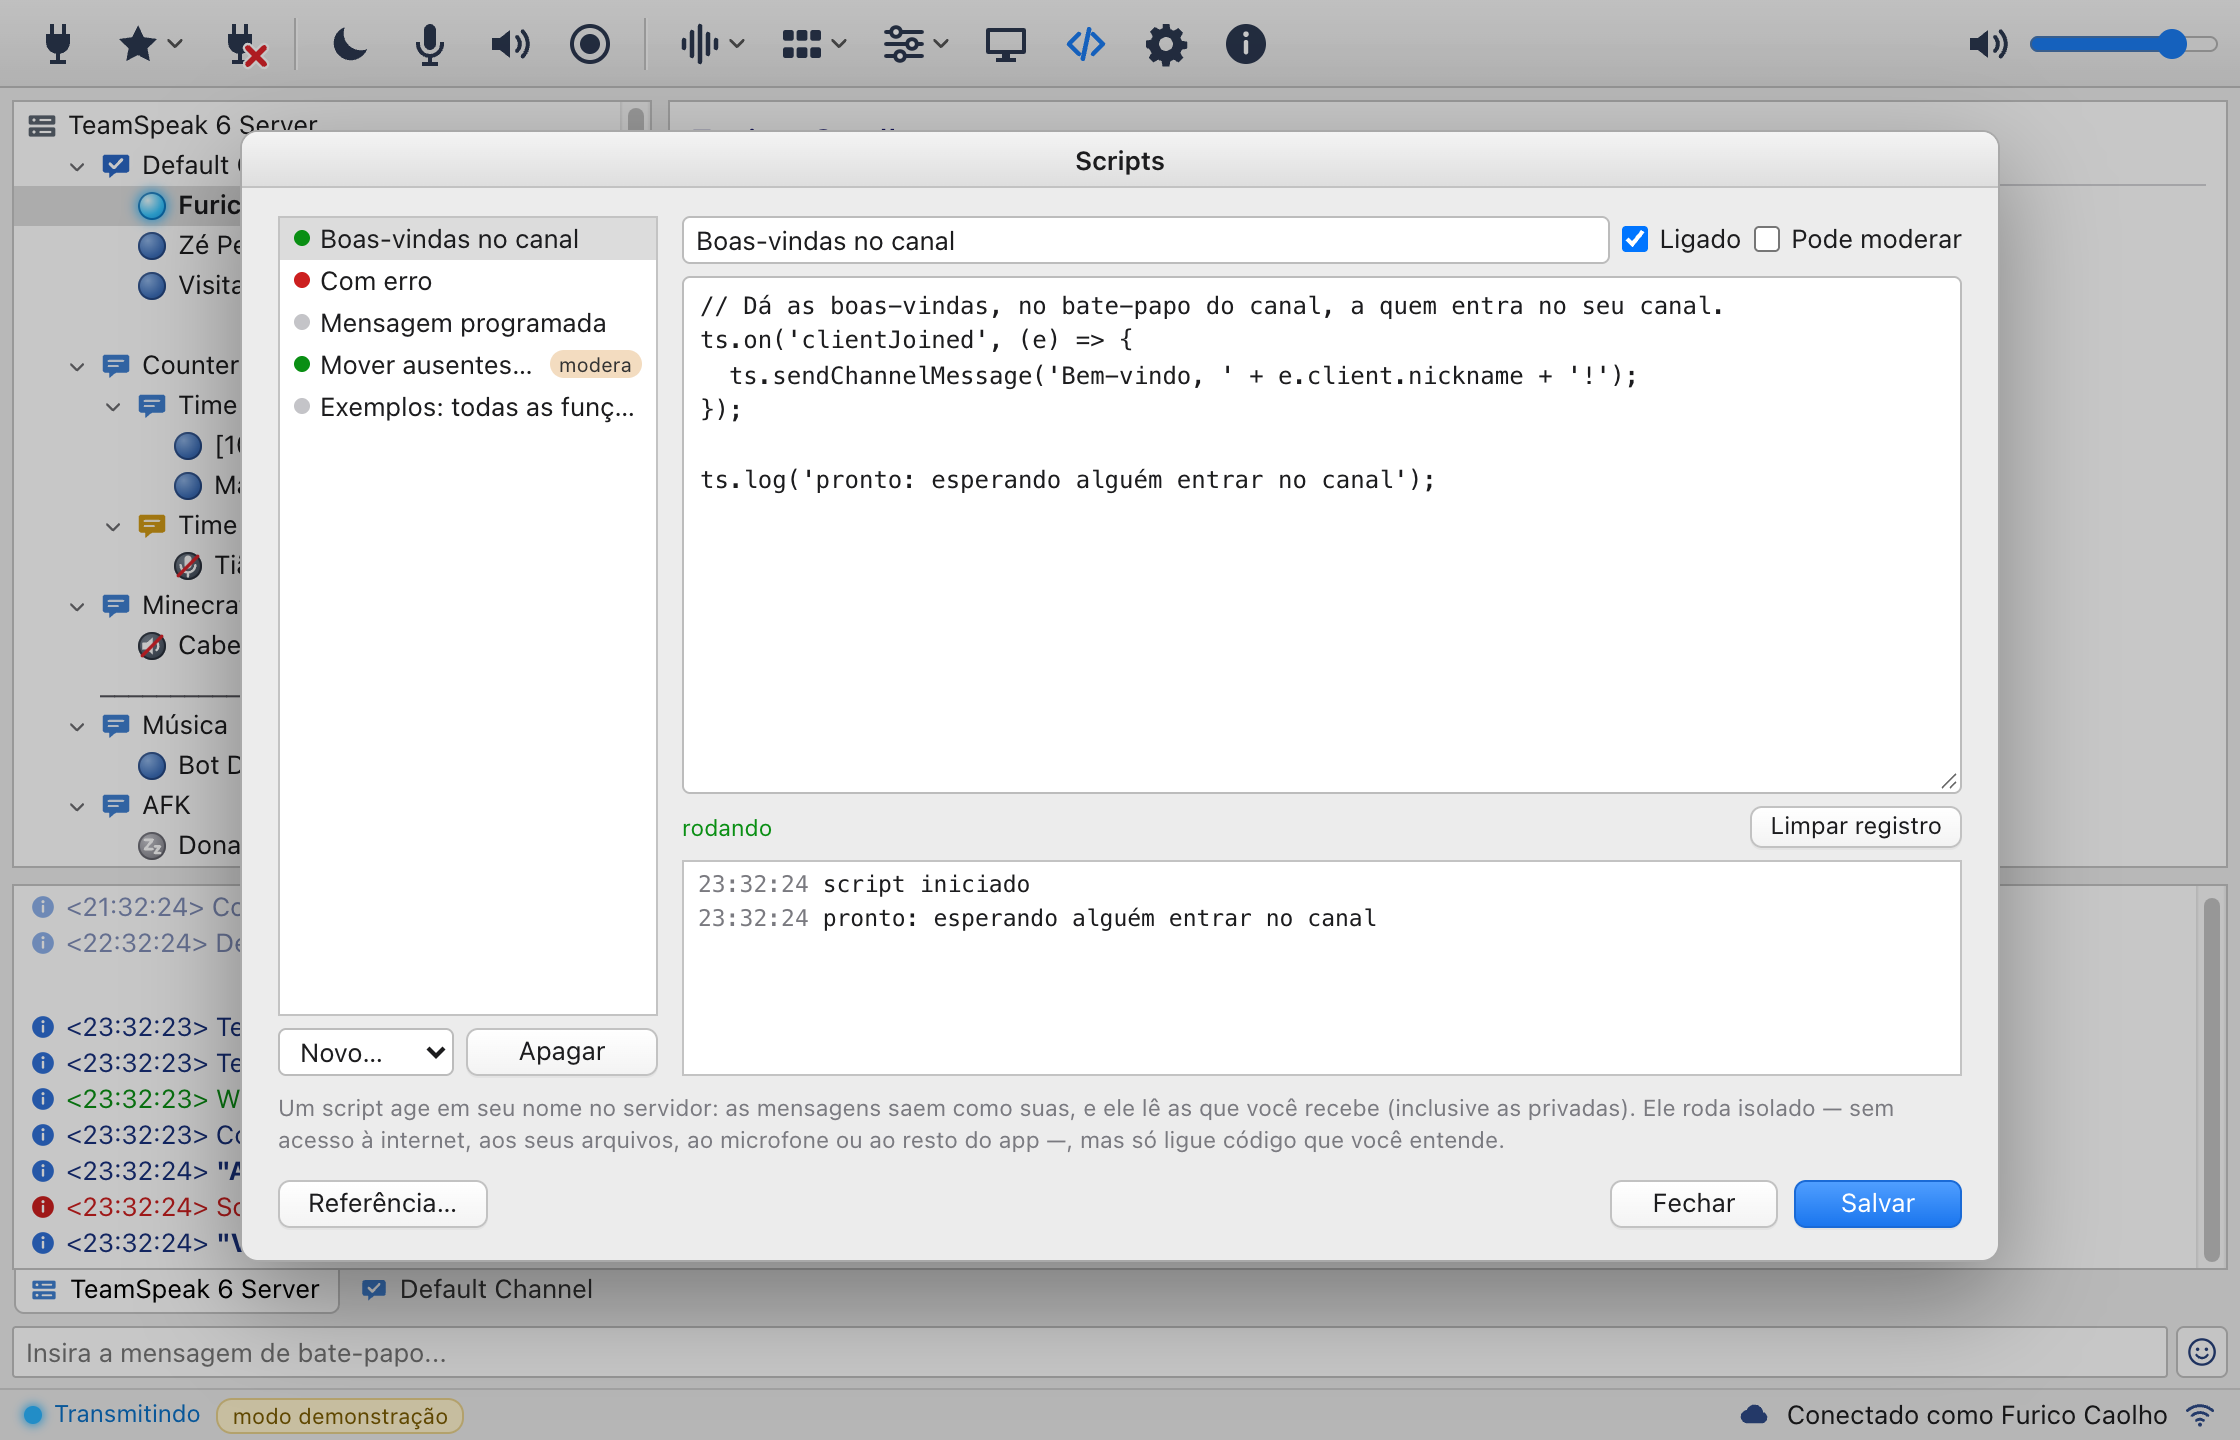 TeamSpeak 6 Server
Default
Furic
Zé Pe
Visita
Counter
Time
[1
Ma
Time
Tiã
Minecra
Cabe
Música
Bot D
AFK
Dona
Scripts
Boas-vindas no canal
Com erro
Mensagem programada
Mover ausentes... modera
Exemplos: todas as funç...
Novo...
Apagar
Boas-vindas no canal
Ligado
Pode moderar
// Dá as boas-vindas, no bate-papo do canal, a quem entra no seu canal.
ts.on('clientJoined', (e) => {
ts.sendChannelMessage('Bem-vindo, ' + e.client.nickname + '!');
});
ts.log('pronto: esperando alguém entrar no canal');
rodando
Limpar registro
23:32:24 script iniciado
23:32:24 pronto: esperando alguém entrar no canal
Um script age em seu nome no servidor: as mensagens saem como suas, e ele lê as que você recebe (inclusive as privadas). Ele roda isolado — sem
acesso à internet, aos seus arquivos, ao microfone ou ao resto do app —, mas só ligue código que você entende.
Referência...
Fechar
Salvar
<21:32:24> Co
<22:32:24> De
<23:32:23> Te
<23:32:23> Te
<23:32:23> W
<23:32:23> Co
<23:32:24> "A
<23:32:24> Sc
<23:32:24> "V
TeamSpeak 6 Server
Default Channel
Insira a mensagem de bate-papo...
Transmitindo
modo demonstração
Conectado como Furico Caolho